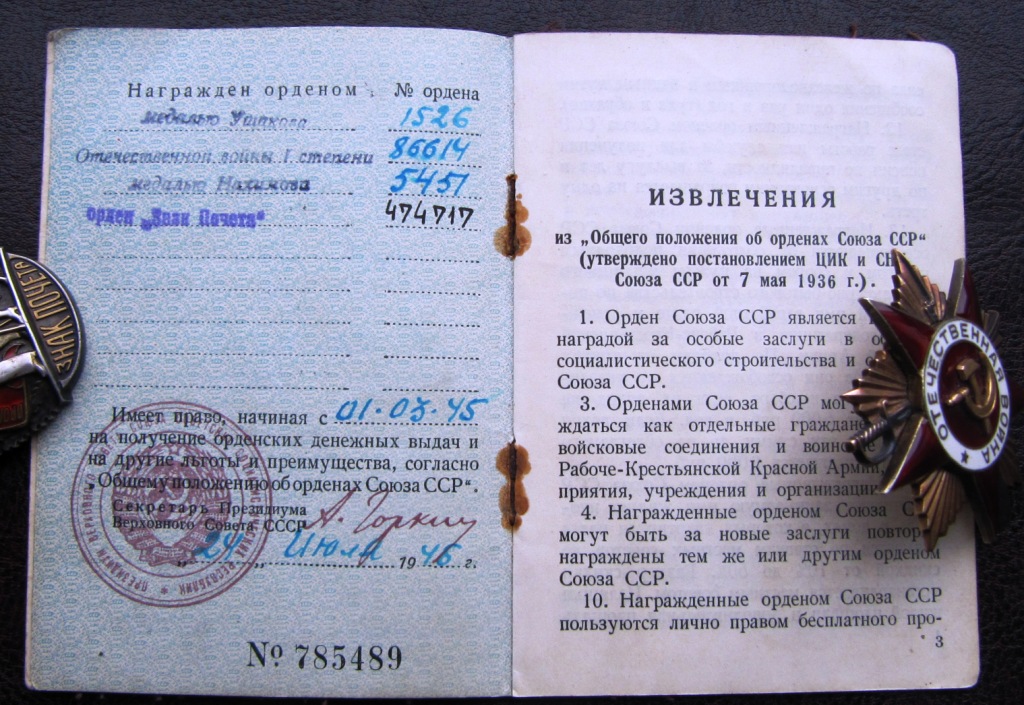 Награжден орденом № ордена
медалью Ушакова 1526
Отечественной войны I степени 86614
медалью Нахимова 5451
орден „Знак Почета“ 474717
Имеет право, начиная с 01.03.45
на получение орденских денежных выдач и
на другие льготы и преимущества, согласно
„Общему положению об орденах Союза ССР“.
Секретарь Президиума
Верховного Совета СССР А. Горкин
„24„ Июля 1946 г.
№ 785489
ЗНАК ПОЧЕТА
ИЗВЛЕЧЕНИЯ
из „Общего положения об орденах Союза ССР“
(утверждено постановлением ЦИК и СН
Союза ССР от 7 мая 1936 г.).
1. Орден Союза ССР является
наградой за особые заслуги в
социалистического строительства и
Союза ССР.
3. Орденами Союза ССР мог
ждаться как отдельные граждане
войсковые соединения и воинские
Рабоче-Крестьянской Красной Армии,
приятия, учреждения и организации
4. Награжденные орденом Союза С
могут быть за новые заслуги повтор
награждены тем же или другим орденом
Союза ССР.
10. Награжденные орденом Союза ССР
пользуются лично правом бесплатного про-
3
ОТЕЧЕСТВЕННАЯ ВОЙНА